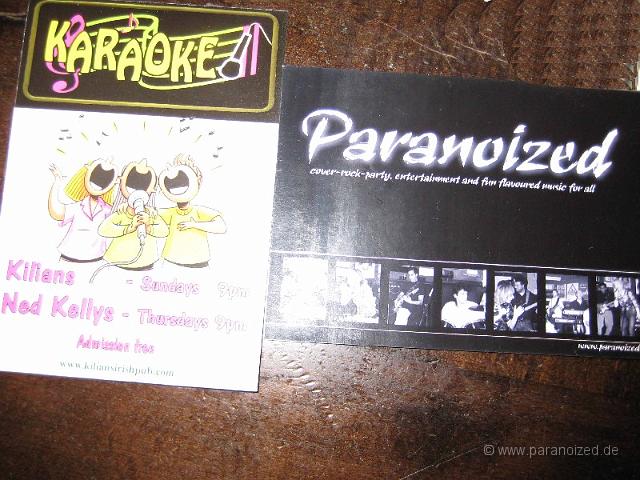 KARAOKE
Kilians - Sundays 9pm
Ned Kellys - Thursdays 9pm
Admission free
www.kiliansirishpub.com
Paranoized
cover-rock-party, entertainment and fun flavoured music for all
www.paranoized
© www.paranoized.de